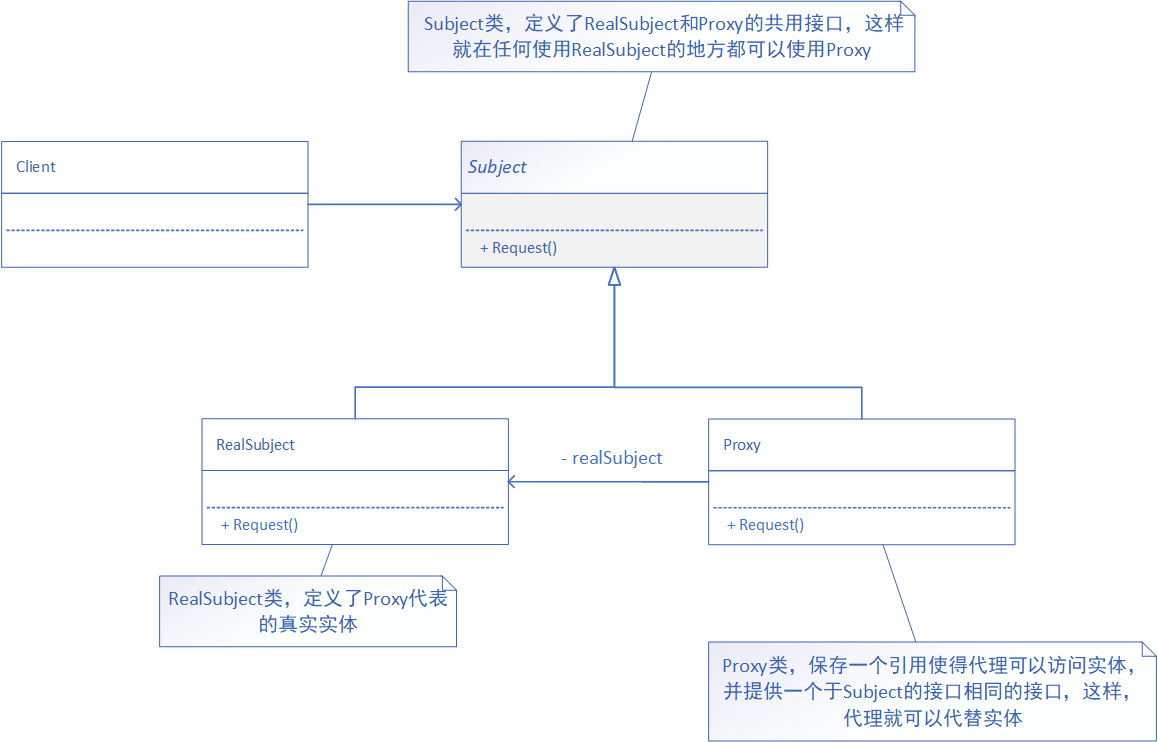 Subject类，定义了RealSubject和Proxy的共用接口，这样
就在任何使用RealSubject的地方都可以使用Proxy
Client
Subject
+ Request()
RealSubject
- realSubject
Proxy
+ Request()
+ Request()
RealSubject类，定义了Proxy代表
的真实实体
Proxy类，保存一个引用使得代理可以访问实体，
并提供一个于Subject的接口相同的接口，这样，
代理就可以代替实体